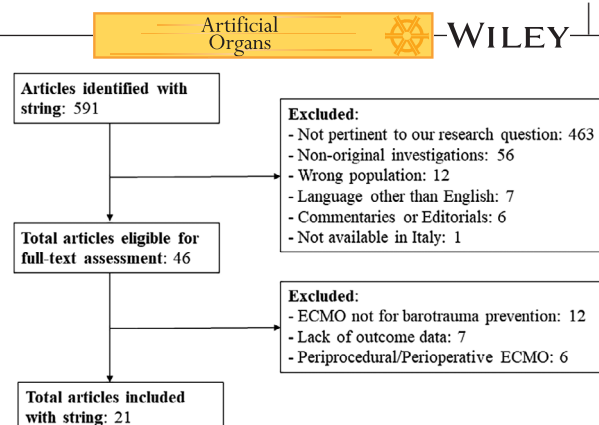 Artificial
Organs
WILEY
Articles identified with
string: 591
Excluded:
- Not pertinent to our research question: 463
- Non-original investigations: 56
- Wrong population: 12
- Language other than English: 7
- Commentaries or Editorials: 6
- Not available in Italy: 1
Total articles eligible for
full-text assessment: 46
Excluded:
- ECMO not for barotrauma prevention: 12
- Lack of outcome data: 7
- Periprocedural/Perioperative ECMO: 6
Total articles included
with string: 21